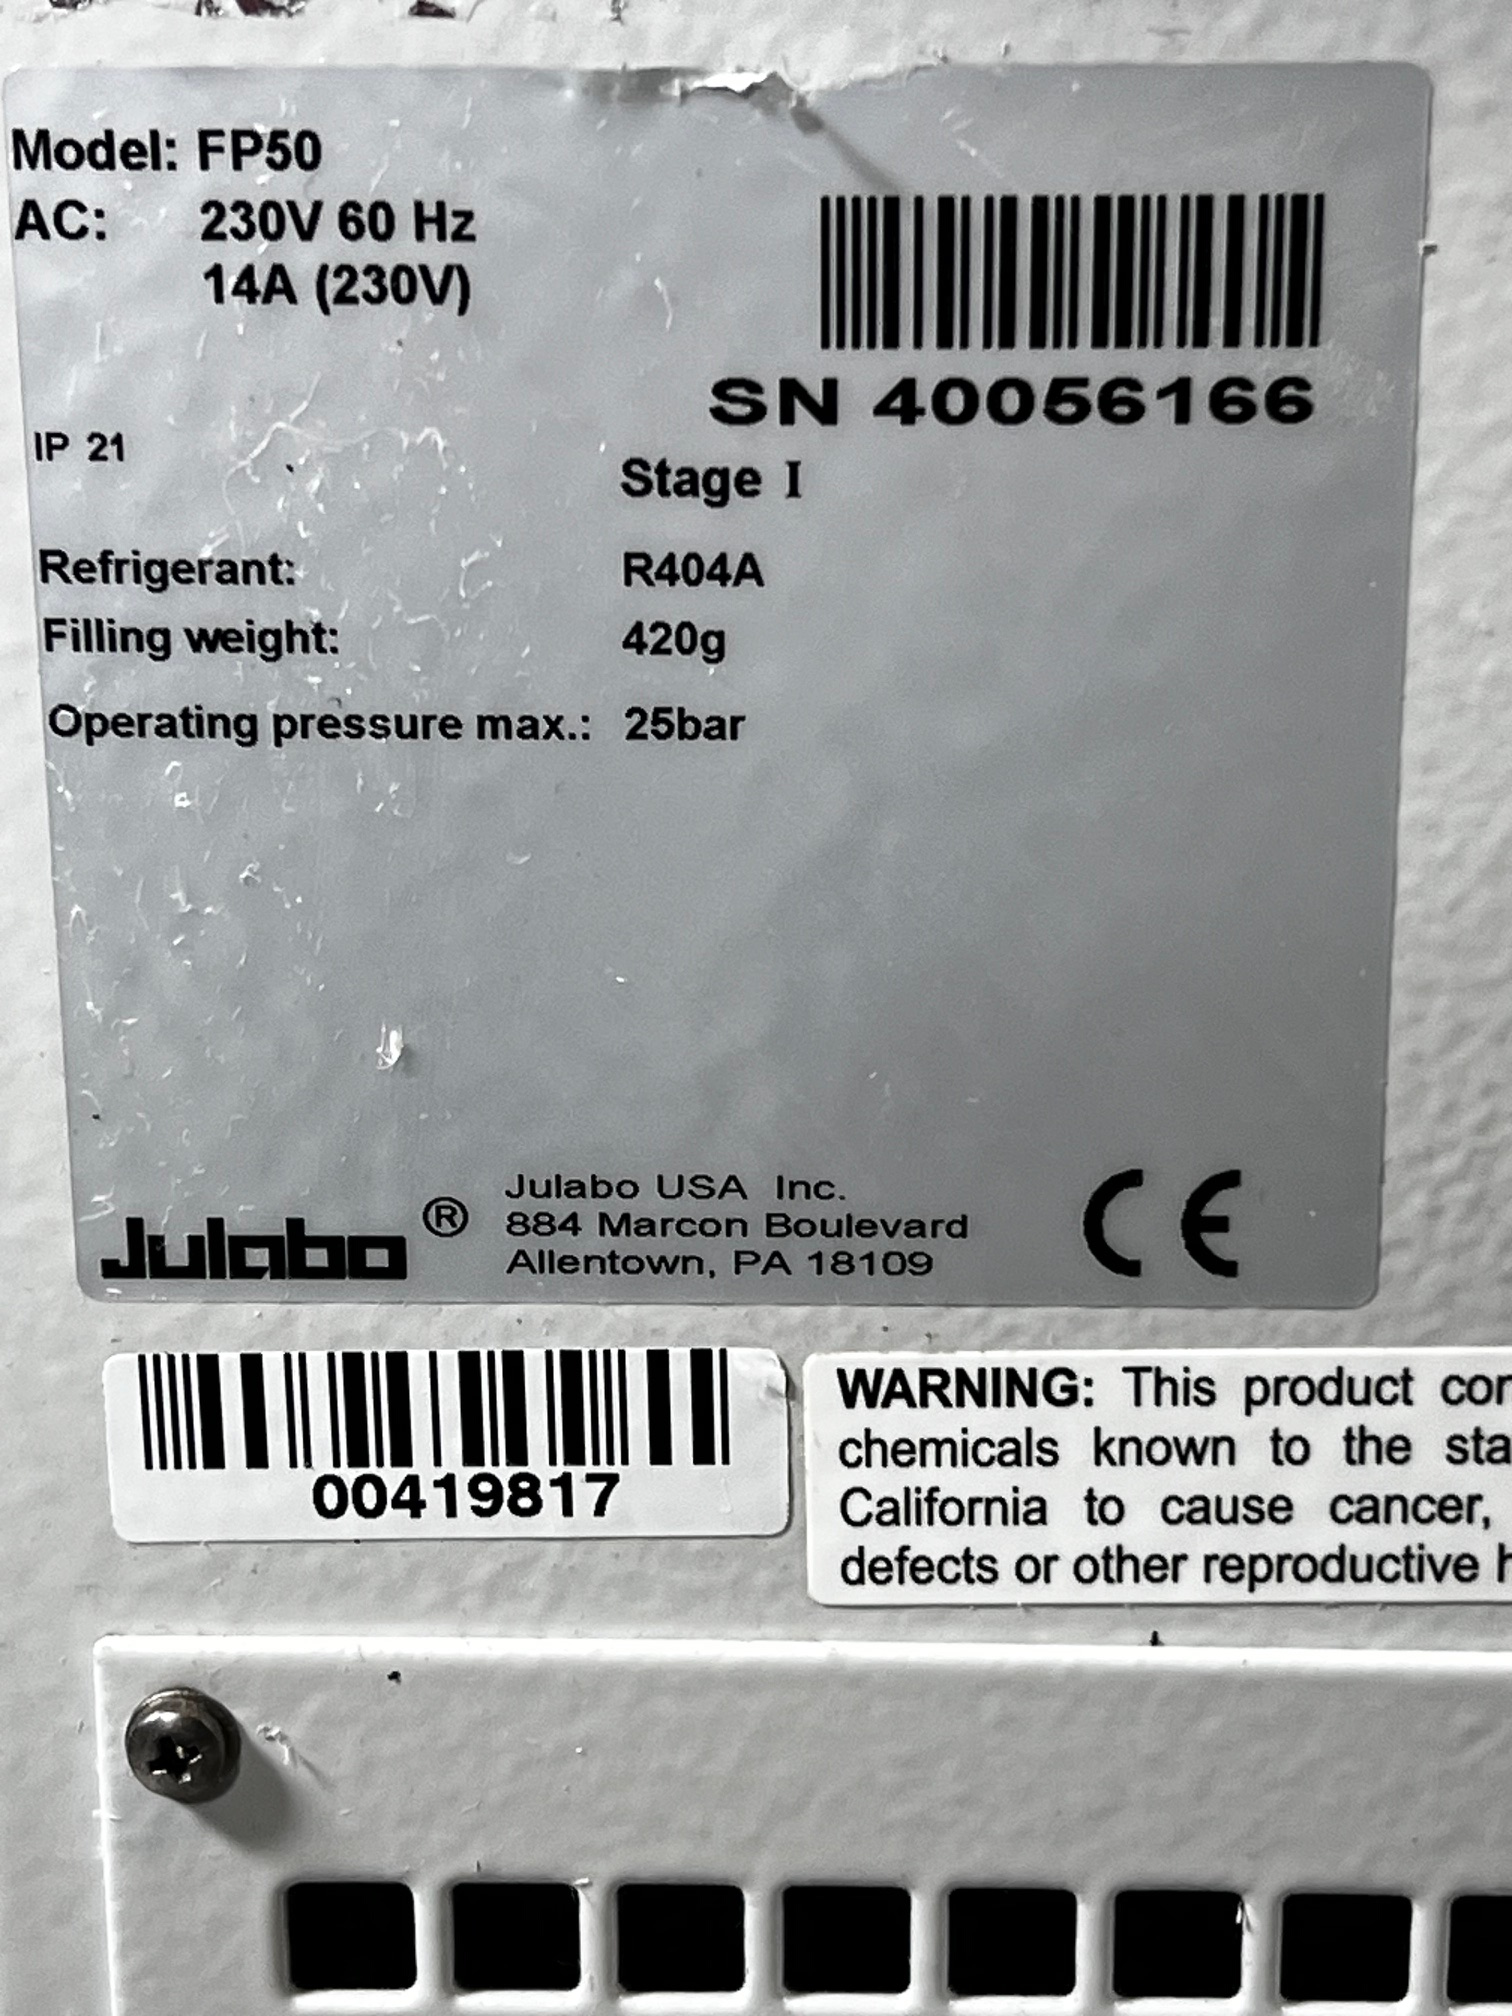 Model: FP50
AC: 230V 60 Hz
14A (230V)
SN 40056166
IP 21
Stage I
Refrigerant: R404A
Filling weight: 420g
Operating pressure max.: 25bar
Julabo ®
Julabo USA Inc.
884 Marcon Boulevard
Allentown, PA 18109
CE
00419817
WARNING: This product
chemicals known to the
California to cause cancer,
defects or other reproductive